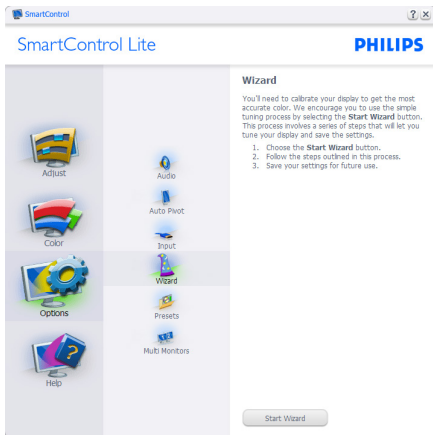 SmartControl
? ×
SmartControl Lite
PHILIPS
Adjust
Color
Options
Help
Audio
Auto Pivot
Input
Wizard
Presets
Multi Monitors
Wizard
You'll need to calibrate your display to get the most
accurate color. We encourage you to use the simple
tuning process by selecting the Start Wizard button.
This process involves a series of steps that will let you
tune your display and save the settings.
1. Choose the Start Wizard button.
2. Follow the steps outlined in this process.
3. Save your settings for future use.
Start Wizard